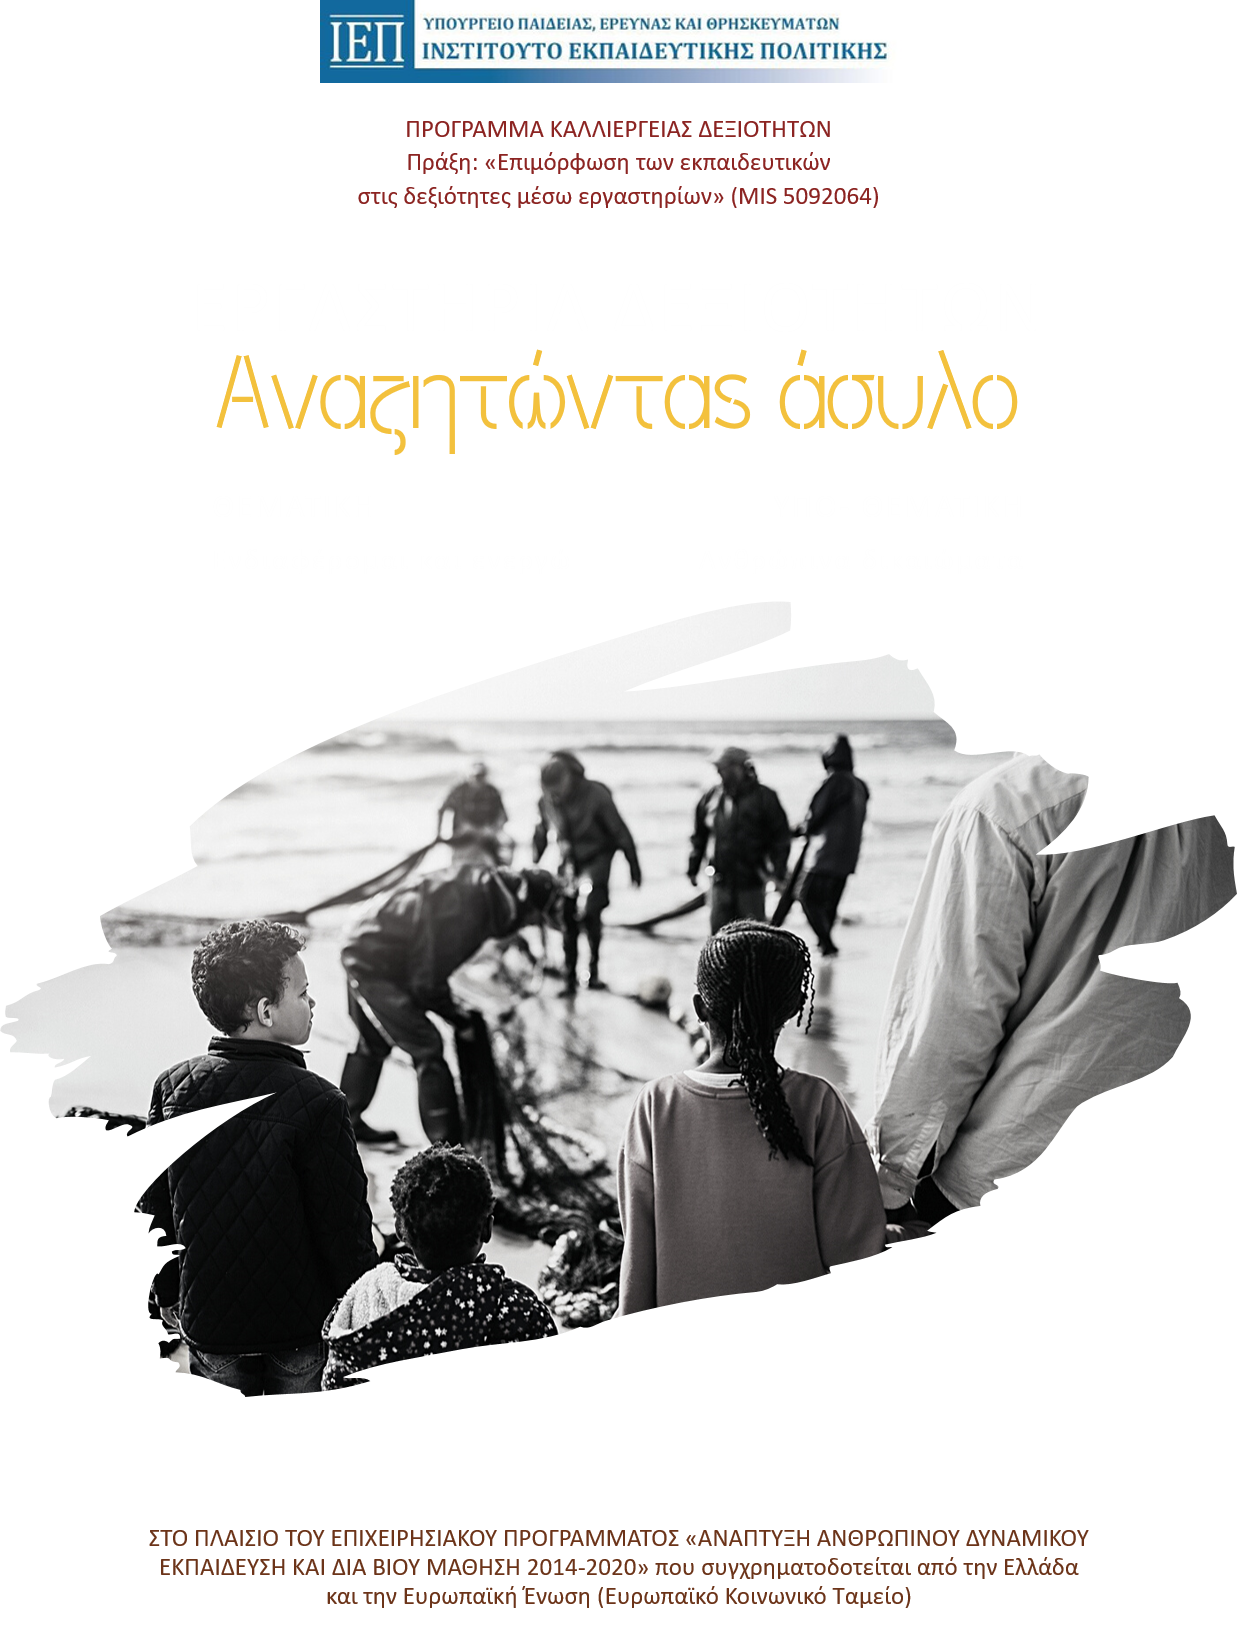 ΙΕΠ
ΥΠΟΥΡΓΕΙΟ ΠΑΙΔΕΙΑΣ, ΕΡΕΥΝΑΣ ΚΑΙ ΘΡΗΣΚΕΥΜΑΤΩΝ
ΙΝΣΤΙΤΟΥΤΟ ΕΚΠΑΙΔΕΥΤΙΚΗΣ ΠΟΛΙΤΙΚΗΣ
ΠΡΟΓΡΑΜΜΑ ΚΑΛΛΙΕΡΓΕΙΑΣ ΔΕΞΙΟΤΗΤΩΝ
Πράξη: «Επιμόρφωση των εκπαιδευτικών
στις δεξιότητες μέσω εργαστηρίων» (MIS 5092064)
Αναζητώντας άσυλο
ΣΤΟ ΠΛΑΙΣΙΟ ΤΟΥ ΕΠΙΧΕΙΡΗΣΙΑΚΟΥ ΠΡΟΓΡΑΜΜΑΤΟΣ «ΑΝΑΠΤΥΞΗ ΑΝΘΡΩΠΙΝΟΥ ΔΥΝΑΜΙΚΟΥ
ΕΚΠΑΙΔΕΥΣΗ ΚΑΙ ΔΙΑ ΒΙΟΥ ΜΑΘΗΣΗ 2014-2020» που συγχρηματοδοτείται από την Ελλάδα
και την Ευρωπαϊκή Ένωση (Ευρωπαϊκό Κοινωνικό Ταμείο)